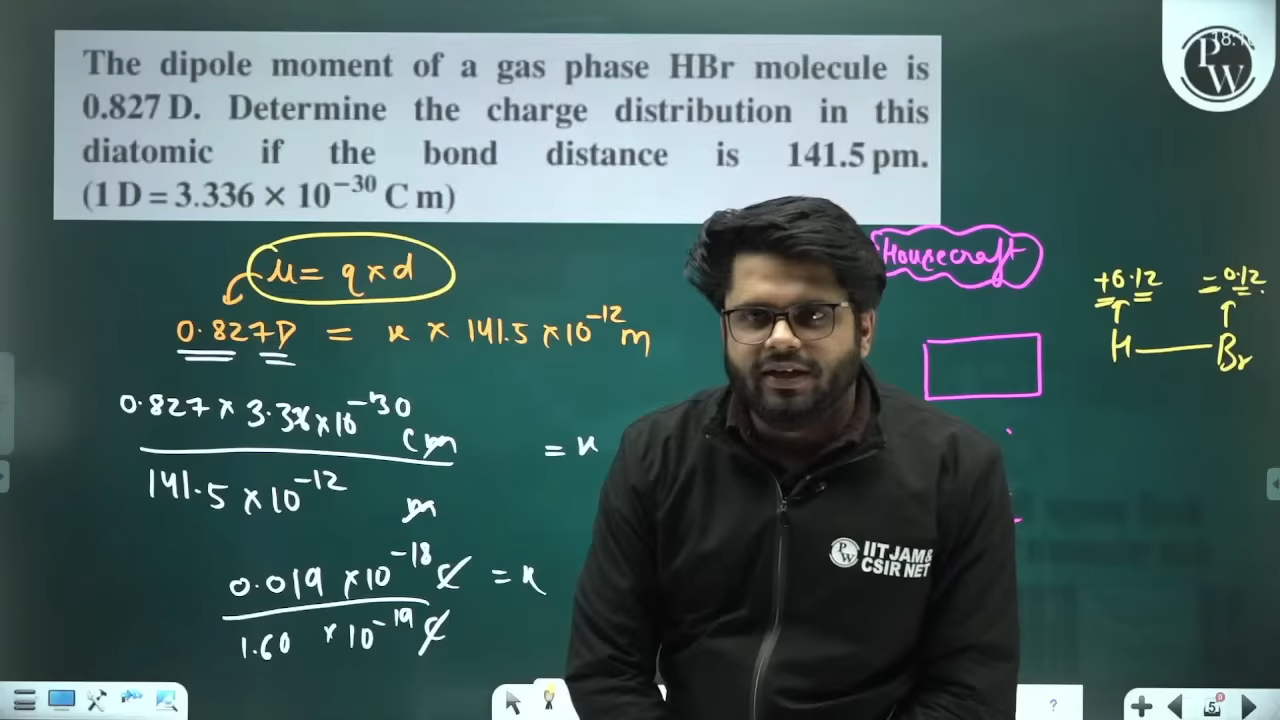 The dipole moment of a gas phase HBr molecule is
0.827 D. Determine the charge distribution in this
diatomic if the bond distance is 141.5 pm.
(1 D = 3.336 × 10⁻³⁰ C m)
μ = q × d
0.827D = x × 141.5 × 10⁻¹² m
0.827 × 3.33 × 10⁻³⁰ Cm
= x
141.5 × 10⁻¹² m
0.019 × 10⁻¹⁸ C = x
1.60 × 10⁻¹⁹ C
Housecraft
+0.12 -0.12
H — Br
P
W
IIT JAM&
CSIR NET
5
?